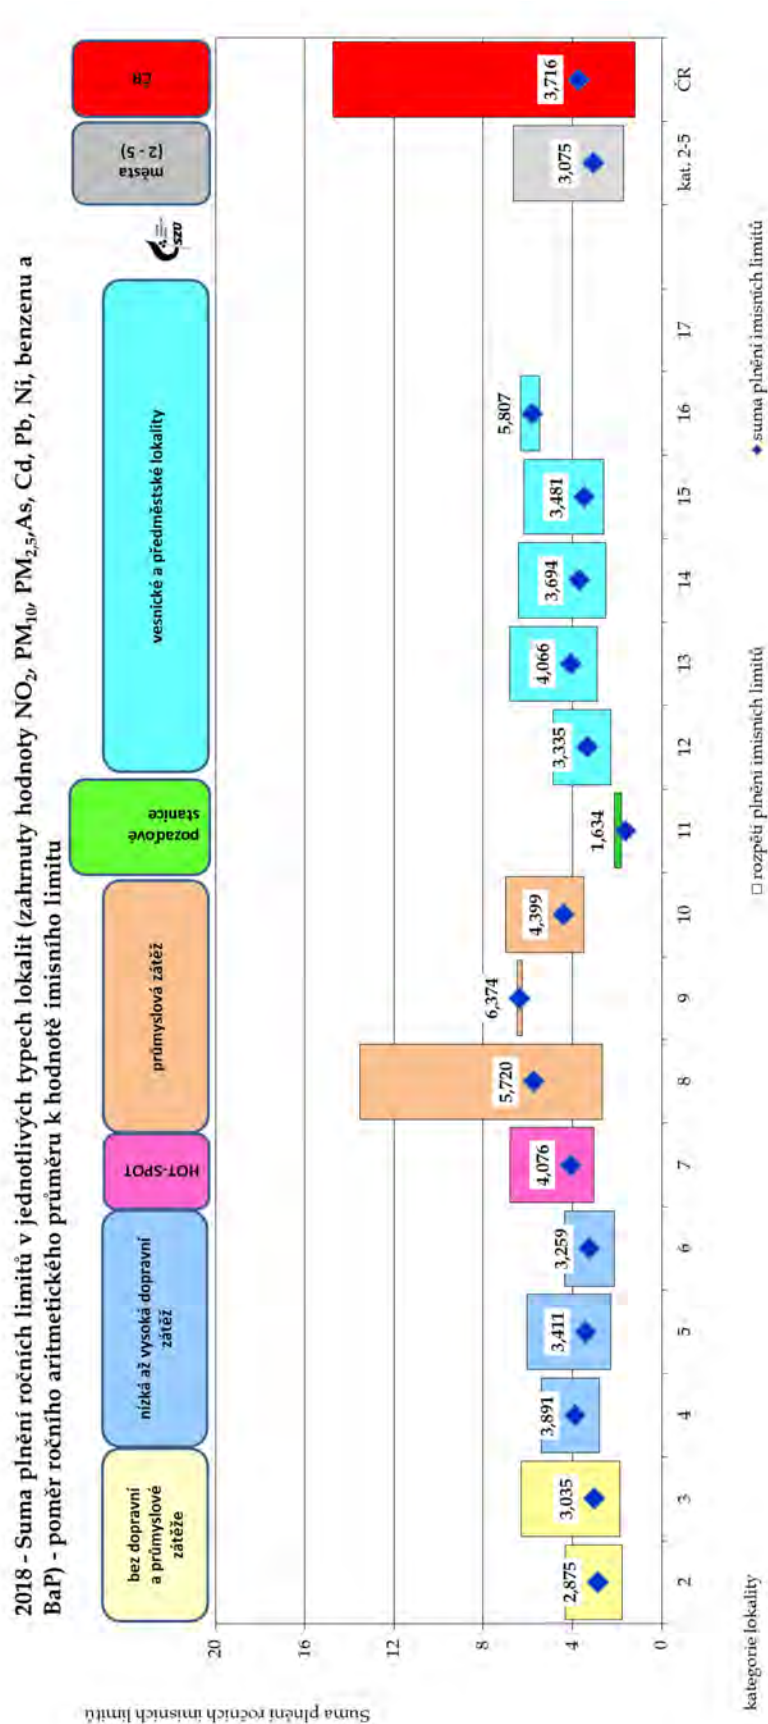 2018 - Suma plnění ročních limitů v jednotlivých typech lokalit (zahrnuty hodnoty NO₂, PM₁₀, PM₂,₅,As, Cd, Pb, Ni, benzenu a
BaP) - poměr ročního aritmetického průměru k hodnotě imisního limitu
bez dopravní
a průmyslové
zátěže
nízká až vysoká dopravní
zátěž
HOT-SPOT
průmyslová zátěž
pozaďové
stanice
vesnické a předměstské lokality
SZÚ
města
(2 - 5)
ČR
Suma plnění ročních imisních limitů
20
16
12
8
4
0
2,875
3,035
3,891
3,411
3,259
4,076
5,720
6,374
4,399
1,634
3,335
4,066
3,694
3,481
5,807
3,075
3,716
2 3 4 5 6 7 8 9 10 11 12 13 14 15 16 17 kat. 2-5 ČR
kategorie lokality
□ rozpětí plnění imisních limitů ◆ suma plnění imisních limitů